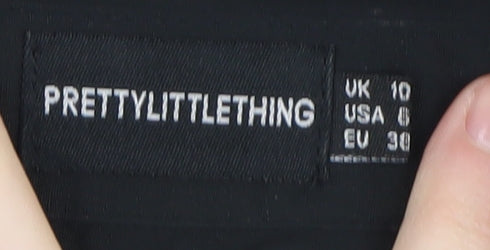 PRETTYLITTLETHING
UK 10
USA 6
EU 38